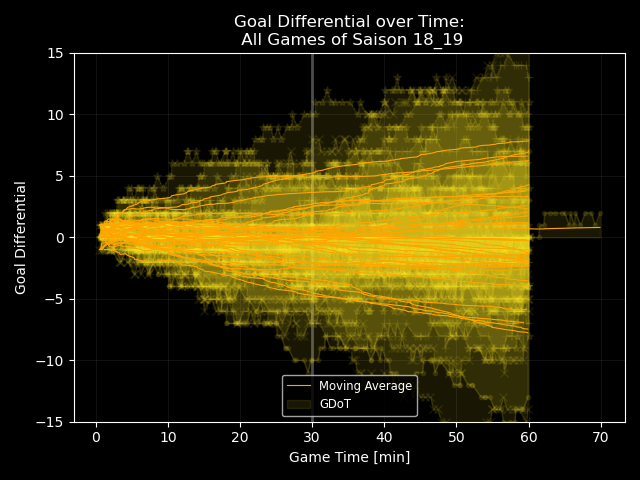 Goal Differential over Time:
All Games of Saison 18_19
15
10
5
0
−5
−10
−15
Goal Differential
0
10
20
30
40
50
60
70
Game Time [min]
Moving Average
GDoT